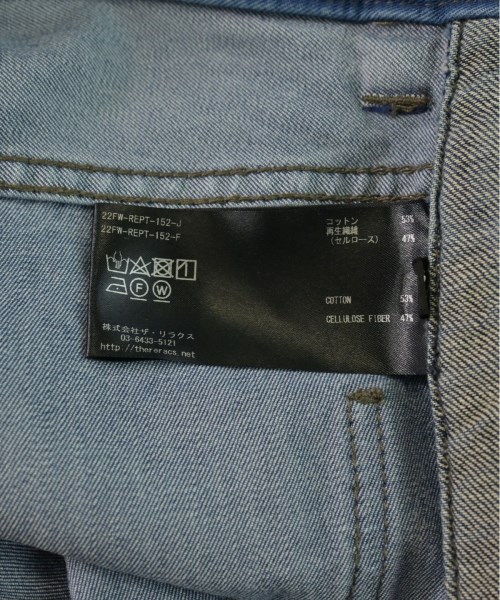 22FW-REPT-152-J
22FW-REPT-152-F
コットン 53%
再生繊維
(セルロース) 47%
F W
COTTON 53%
CELLULOSE FIBER 47%
株式会社ザ・リラクス
03-6433-5121
http://thereracs.net